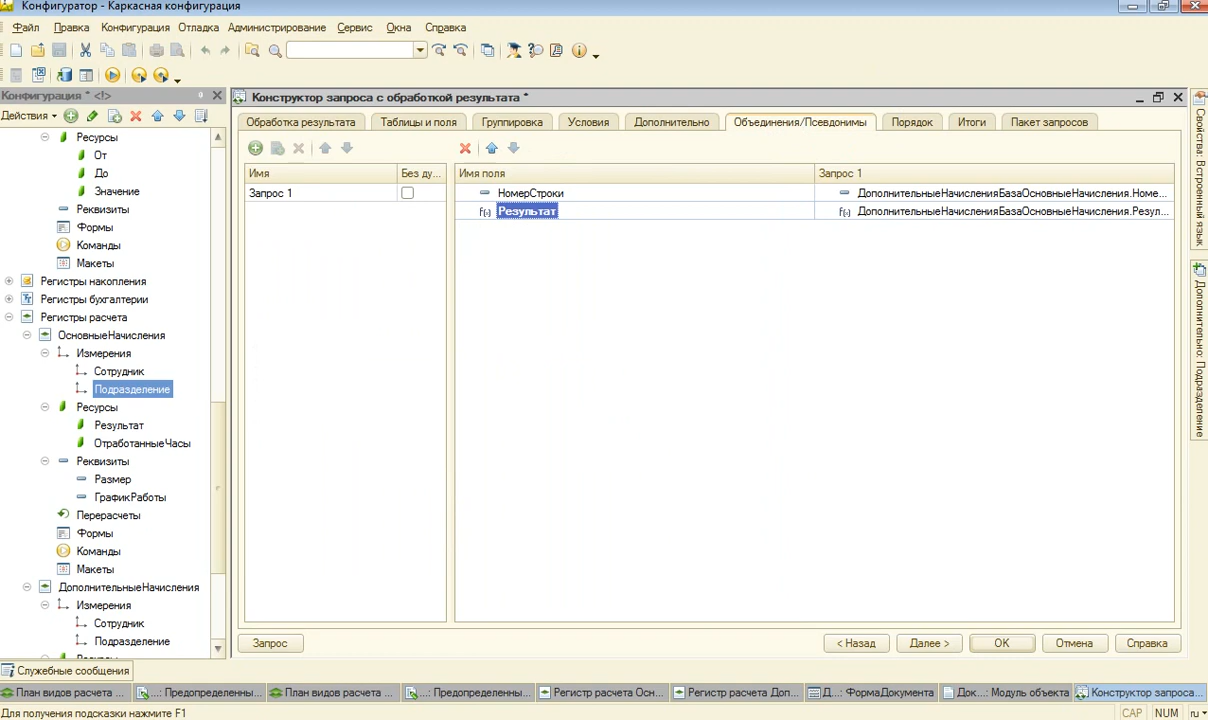 Конфигуратор - Каркасная конфигурация
Файл Правка Конфигурация Отладка Администрирование Сервис Окна Справка
Конфигурация * <!>
Действия
Ресурсы
От
До
Значение
Реквизиты
Формы
Команды
Макеты
Регистры накопления
Регистры бухгалтерии
Регистры расчета
ОсновныеНачисления
Измерения
Сотрудник
Подразделение
Ресурсы
Результат
ОтработанныеЧасы
Реквизиты
Размер
ГрафикРаботы
Перерасчеты
Формы
Команды
Макеты
ДополнительныеНачисления
Измерения
Сотрудник
Подразделение
Конструктор запроса с обработкой результата *
Обработка результата Таблицы и поля Группировка Условия Дополнительно Объединения/Псевдонимы Порядок Итоги Пакет запросов
Имя Без ду...
Запрос 1
Имя поля Запрос 1
НомерСтроки ДополнительныеНачисленияБазаОсновныеНачисления.Номе...
Результат ДополнительныеНачисленияБазаОсновныеНачисления.Резул...
Запрос < Назад Далее > OK Отмена Справка
Свойства: Встроенный язык
Дополнительно: Подразделение
Служебные сообщения
План видов расчета ... ...: Предопределенны... План видов расчета ... ...: Предопределенны... Регистр расчета Осн... Регистр расчета Доп... Д...: ФормаДокумента Док...: Модуль объекта Конструктор запроса...
Для получения подсказки нажмите F1 CAP NUM ru